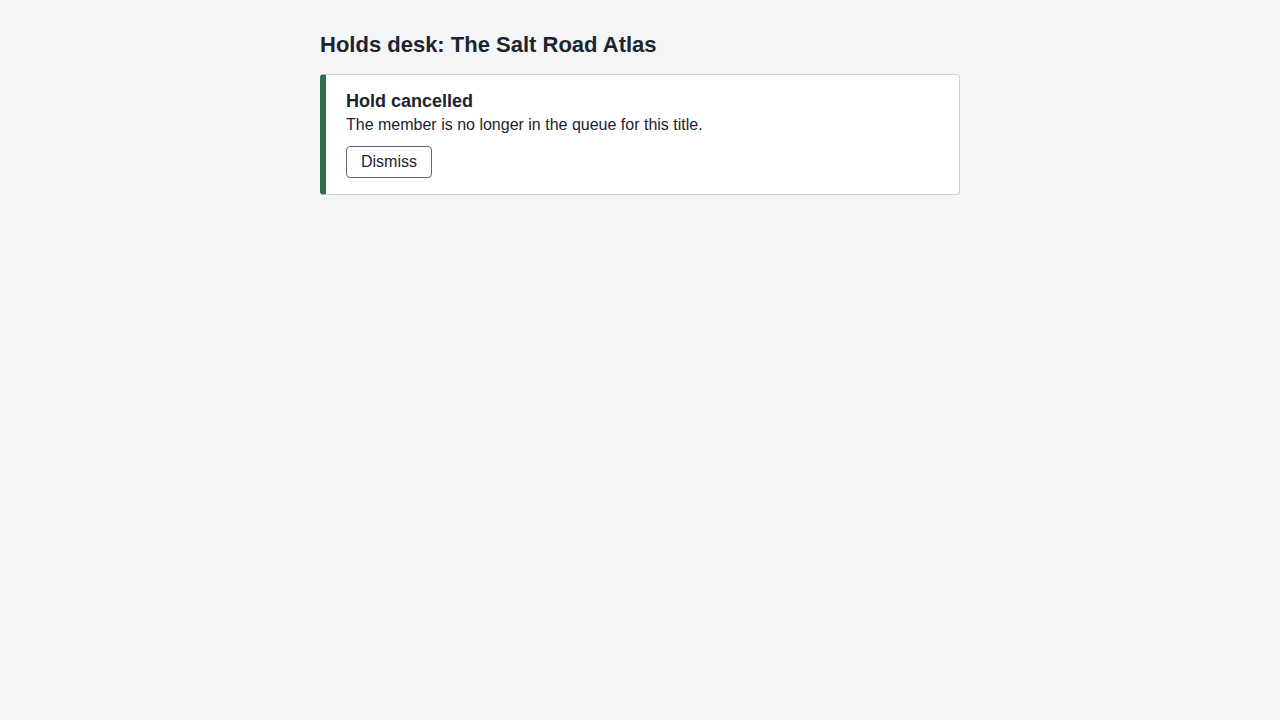 Holds desk: The Salt Road Atlas
Hold cancelled
The member is no longer in the queue for this title.
Dismiss